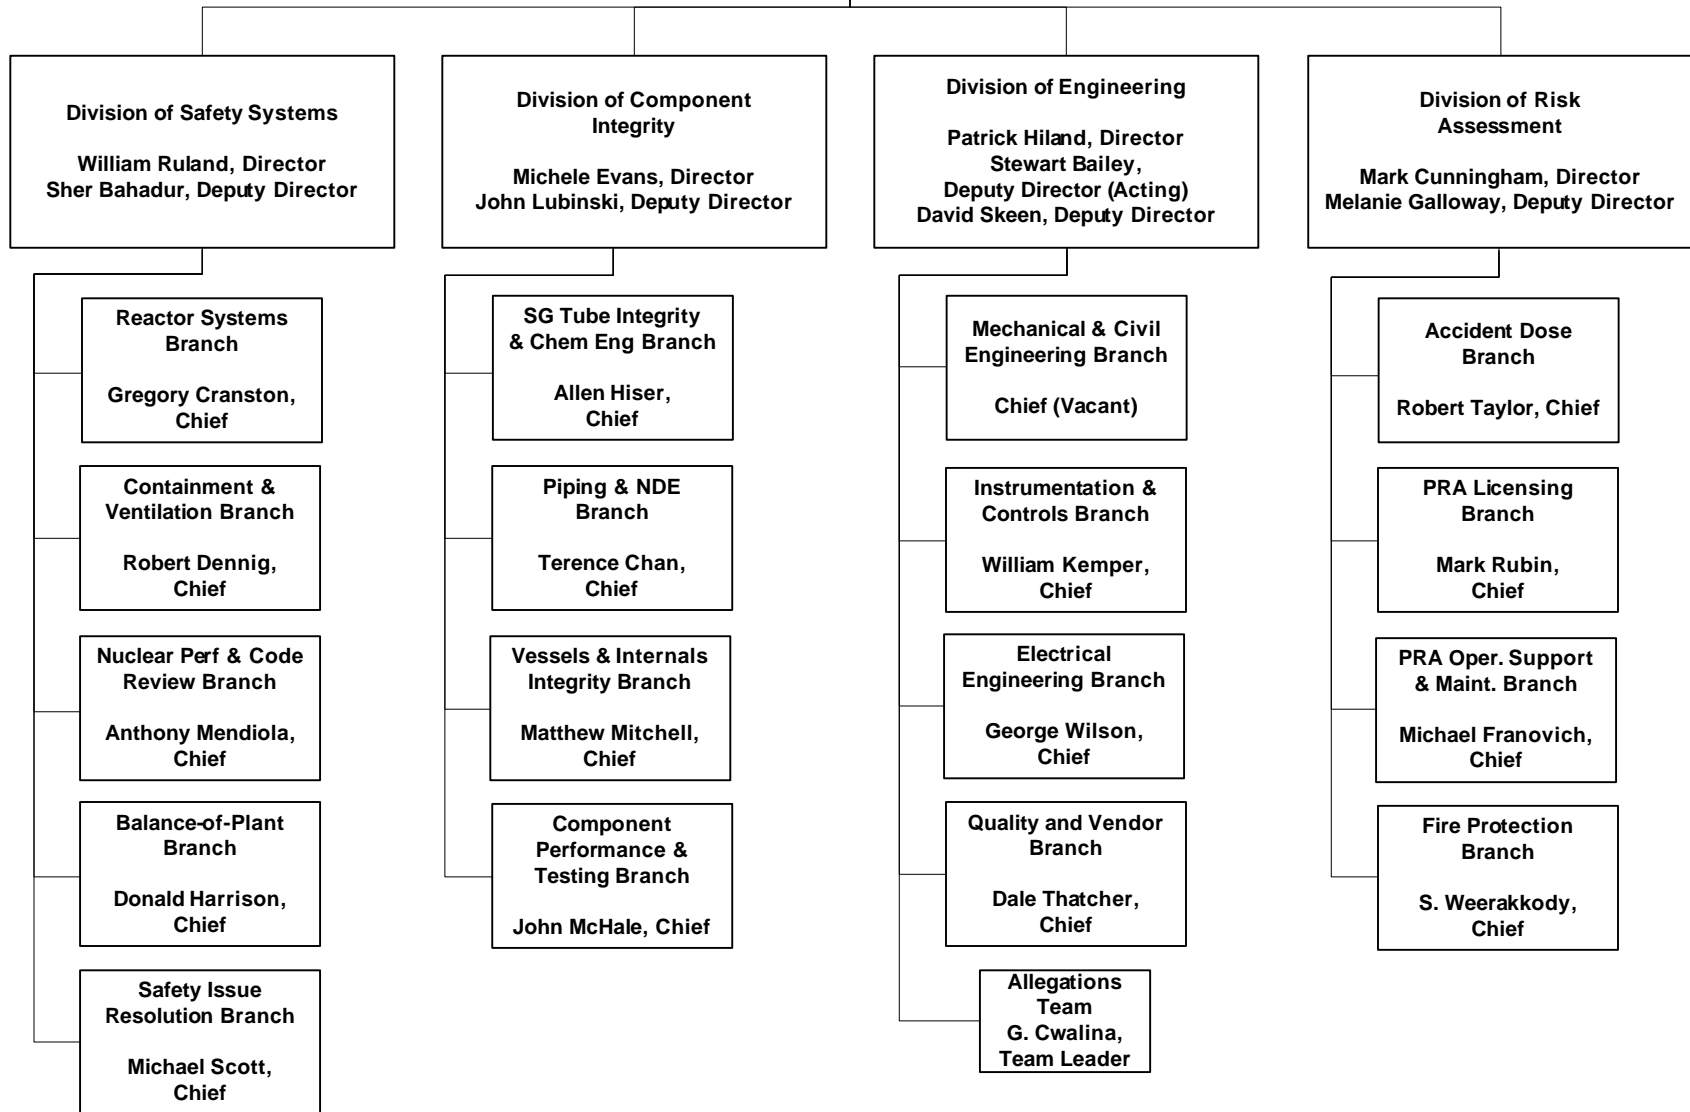 Division of Safety Systems
William Ruland, Director
Sher Bahadur, Deputy Director
Reactor Systems
Branch
Gregory Cranston,
Chief
Containment &
Ventilation Branch
Robert Dennig,
Chief
Nuclear Perf & Code
Review Branch
Anthony Mendiola,
Chief
Balance-of-Plant
Branch
Donald Harrison,
Chief
Safety Issue
Resolution Branch
Michael Scott,
Chief
Division of Component
Integrity
Michele Evans, Director
John Lubinski, Deputy Director
SG Tube Integrity
& Chem Eng Branch
Allen Hiser,
Chief
Piping & NDE
Branch
Terence Chan,
Chief
Vessels & Internals
Integrity Branch
Matthew Mitchell,
Chief
Component
Performance &
Testing Branch
John McHale, Chief
Division of Engineering
Patrick Hiland, Director
Stewart Bailey,
Deputy Director (Acting)
David Skeen, Deputy Director
Mechanical & Civil
Engineering Branch
Chief (Vacant)
Instrumentation &
Controls Branch
William Kemper,
Chief
Electrical
Engineering Branch
George Wilson,
Chief
Quality and Vendor
Branch
Dale Thatcher,
Chief
Allegations
Team
G. Cwalina,
Team Leader
Division of Risk
Assessment
Mark Cunningham, Director
Melanie Galloway, Deputy Director
Accident Dose
Branch
Robert Taylor, Chief
PRA Licensing
Branch
Mark Rubin,
Chief
PRA Oper. Support
& Maint. Branch
Michael Franovich,
Chief
Fire Protection
Branch
S. Weerakkody,
Chief